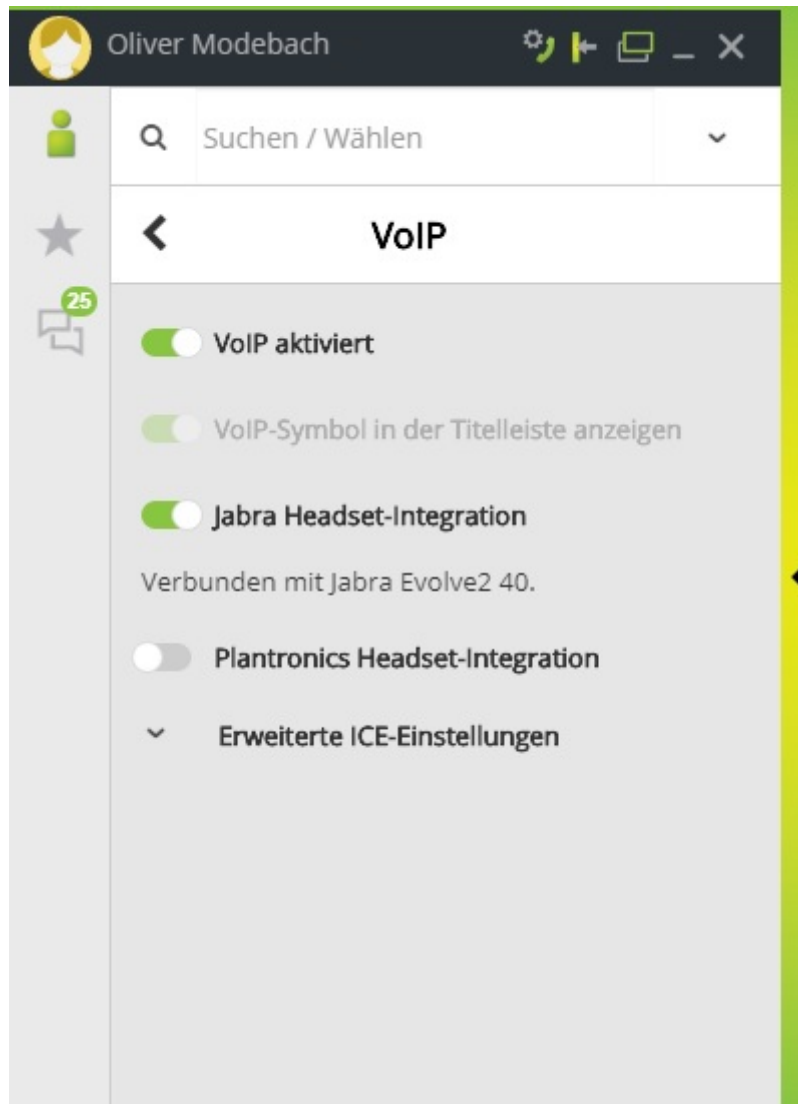 Oliver Modebach
Suchen / Wählen
VoIP
25
VoIP aktiviert
VoIP-Symbol in der Titelleiste anzeigen
Jabra Headset-Integration
Verbunden mit Jabra Evolve2 40.
Plantronics Headset-Integration
Erweiterte ICE-Einstellungen